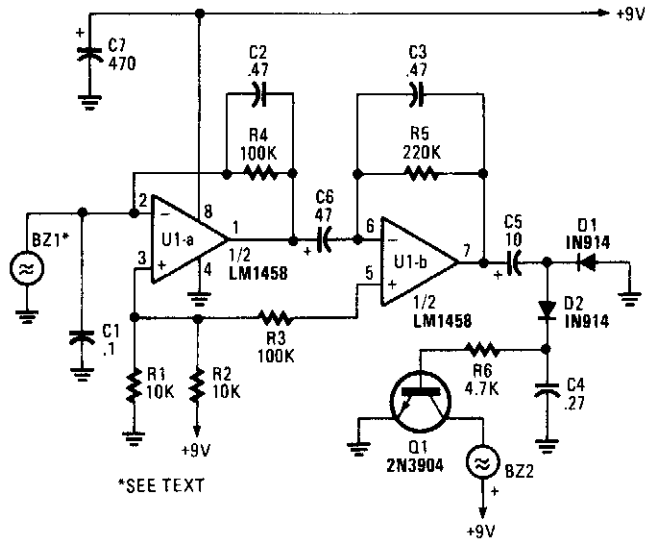 +9V
+
C7
470
C2
.47
C3
.47
R4
100K
R5
220K
C6
47
+
2
8
-
U1-a
1
3
+
4
1/2
LM1458
BZ1*
6
-
U1-b
7
5
+
1/2
LM1458
C5
10
+
D1
IN914
D2
IN914
C1
.1
R3
100K
R1
10K
R2
10K
+9V
R6
4.7K
C4
.27
Q1
2N3904
BZ2
+
+9V
*SEE TEXT